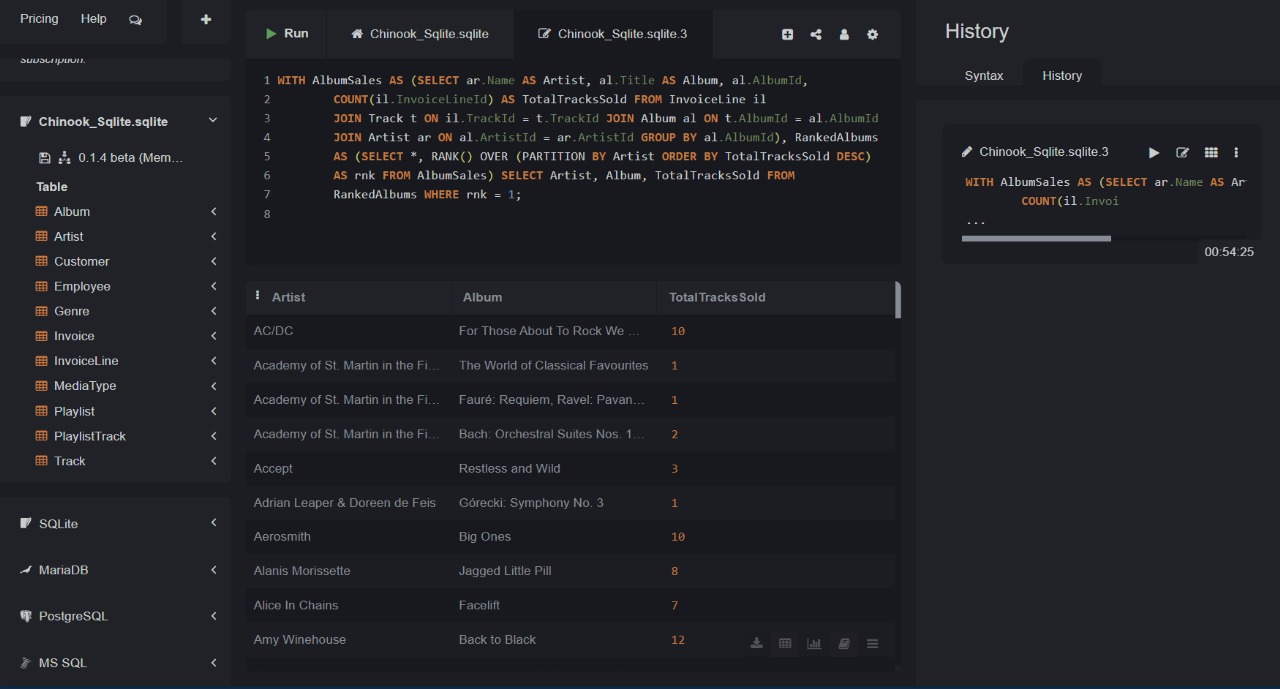 Pricing Help
subscription.
Chinook_Sqlite.sqlite
0.1.4 beta (Mem...
Table
Album
Artist
Customer
Employee
Genre
Invoice
InvoiceLine
MediaType
Playlist
PlaylistTrack
Track
SQLite
MariaDB
PostgreSQL
MS SQL
Run Chinook_Sqlite.sqlite Chinook_Sqlite.sqlite.3
1 WITH AlbumSales AS (SELECT ar.Name AS Artist, al.Title AS Album, al.AlbumId,
2 COUNT(il.InvoiceLineId) AS TotalTracksSold FROM InvoiceLine il
3 JOIN Track t ON il.TrackId = t.TrackId JOIN Album al ON t.AlbumId = al.AlbumId
4 JOIN Artist ar ON al.ArtistId = ar.ArtistId GROUP BY al.AlbumId), RankedAlbums
5 AS (SELECT *, RANK() OVER (PARTITION BY Artist ORDER BY TotalTracksSold DESC)
6 AS rnk FROM AlbumSales) SELECT Artist, Album, TotalTracksSold FROM
7 RankedAlbums WHERE rnk = 1;
8
Artist Album TotalTracksSold
AC/DC For Those About To Rock We ... 10
Academy of St. Martin in the Fi... The World of Classical Favourites 1
Academy of St. Martin in the Fi... Fauré: Requiem, Ravel: Pavan... 1
Academy of St. Martin in the Fi... Bach: Orchestral Suites Nos. 1... 2
Accept Restless and Wild 3
Adrian Leaper & Doreen de Feis Górecki: Symphony No. 3 1
Aerosmith Big Ones 10
Alanis Morissette Jagged Little Pill 8
Alice In Chains Facelift 7
Amy Winehouse Back to Black 12
History
Syntax History
Chinook_Sqlite.sqlite.3
WITH AlbumSales AS (SELECT ar.Name AS Ar
COUNT(il.Invoi
...
00:54:25